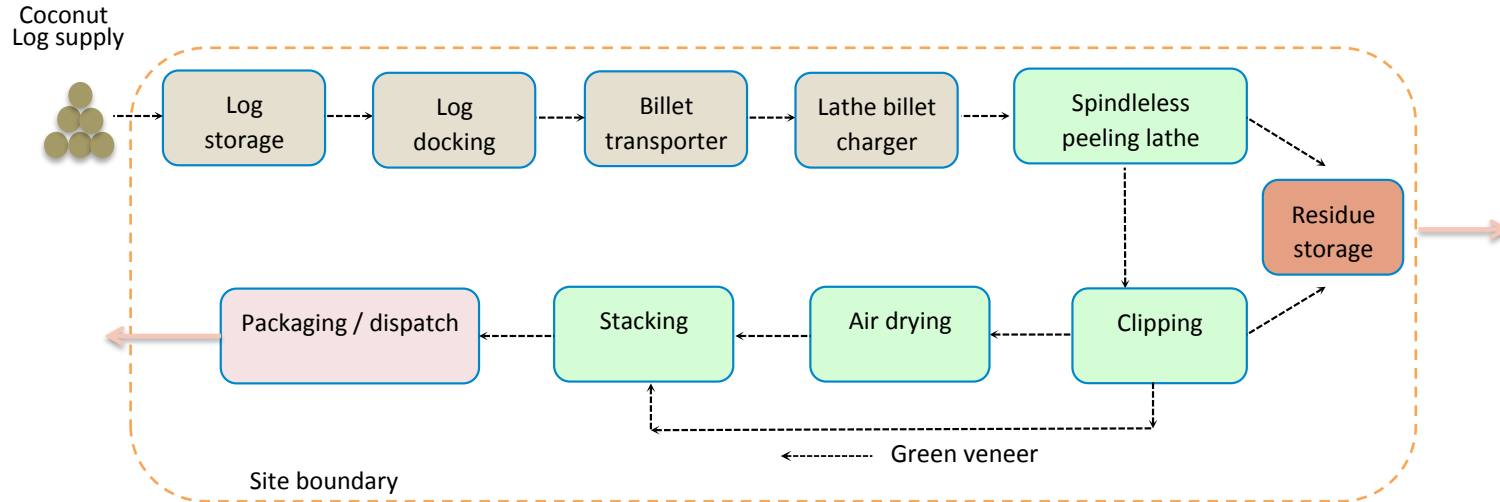 Coconut
Log supply
Log
storage
Log
docking
Billet
transporter
Lathe billet
charger
Spindleless
peeling lathe
Residue
storage
Packaging / dispatch
Stacking
Air drying
Clipping
Green veneer
Site boundary